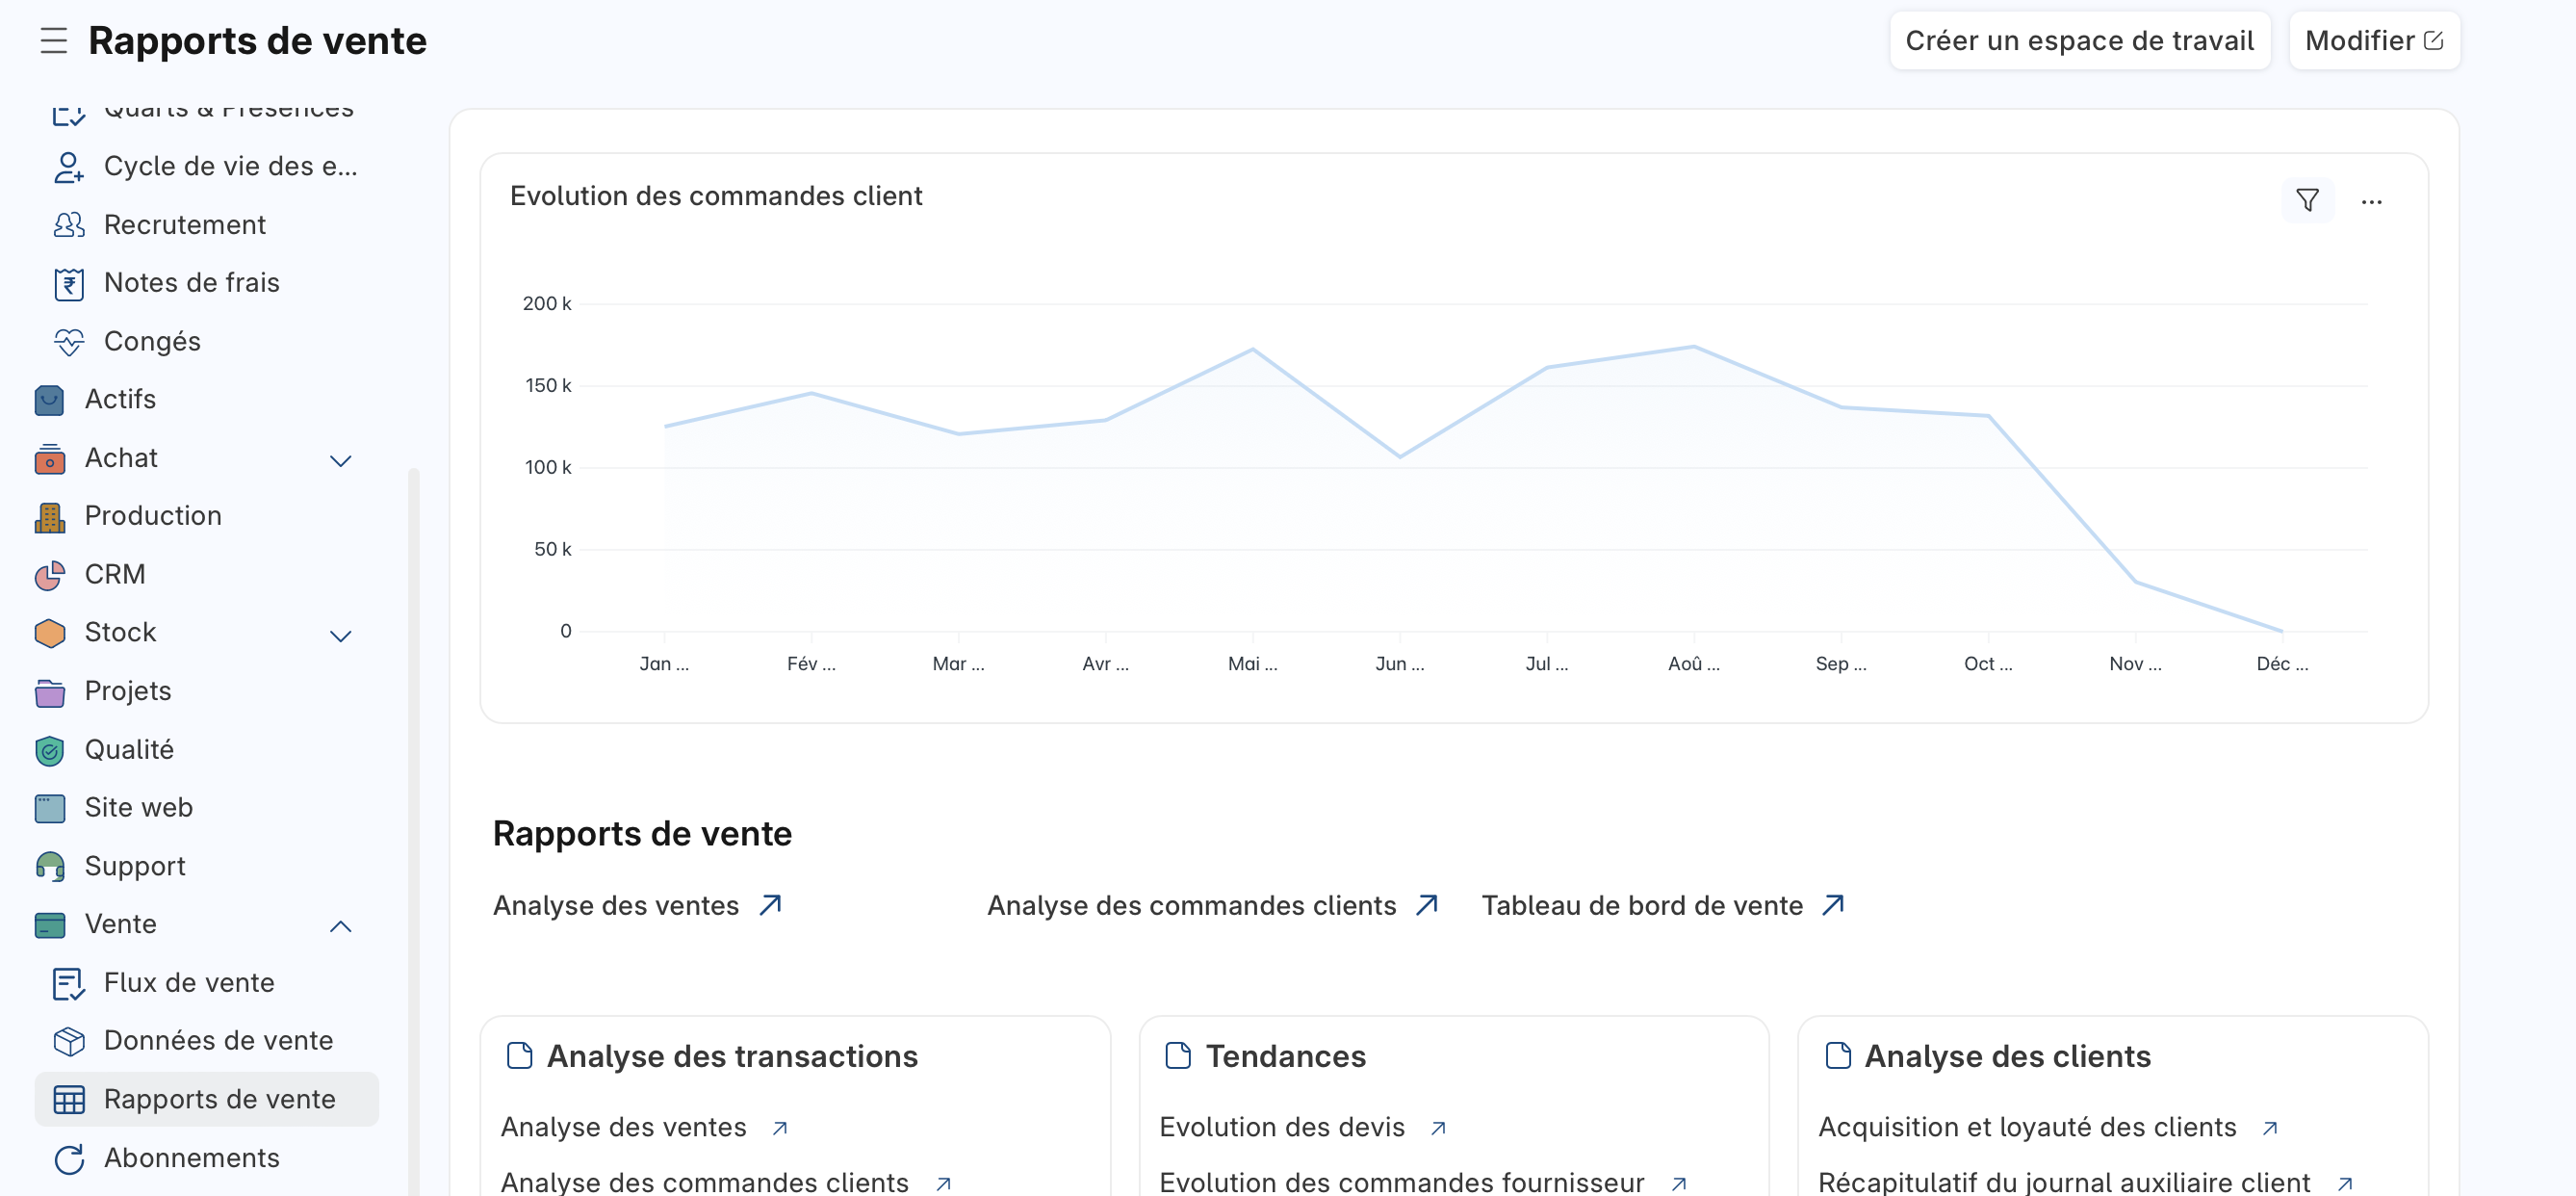 Rapports de vente
Créer un espace de travail
Modifier
Quarts & Présences
Cycle de vie des e...
Recrutement
Notes de frais
Congés
Actifs
Achat
Production
CRM
Stock
Projets
Qualité
Site web
Support
Vente
Flux de vente
Données de vente
Rapports de vente
Abonnements
Evolution des commandes client
200 k
150 k
100 k
50 k
0
Jan ... Fév ... Mar ... Avr ... Mai ... Jun ... Jul ... Aoû ... Sep ... Oct ... Nov ... Déc ...
Rapports de vente
Analyse des ventes
Analyse des commandes clients
Tableau de bord de vente
Analyse des transactions
Analyse des ventes
Analyse des commandes clients
Tendances
Evolution des devis
Evolution des commandes fournisseur
Analyse des clients
Acquisition et loyauté des clients
Récapitulatif du journal auxiliaire client